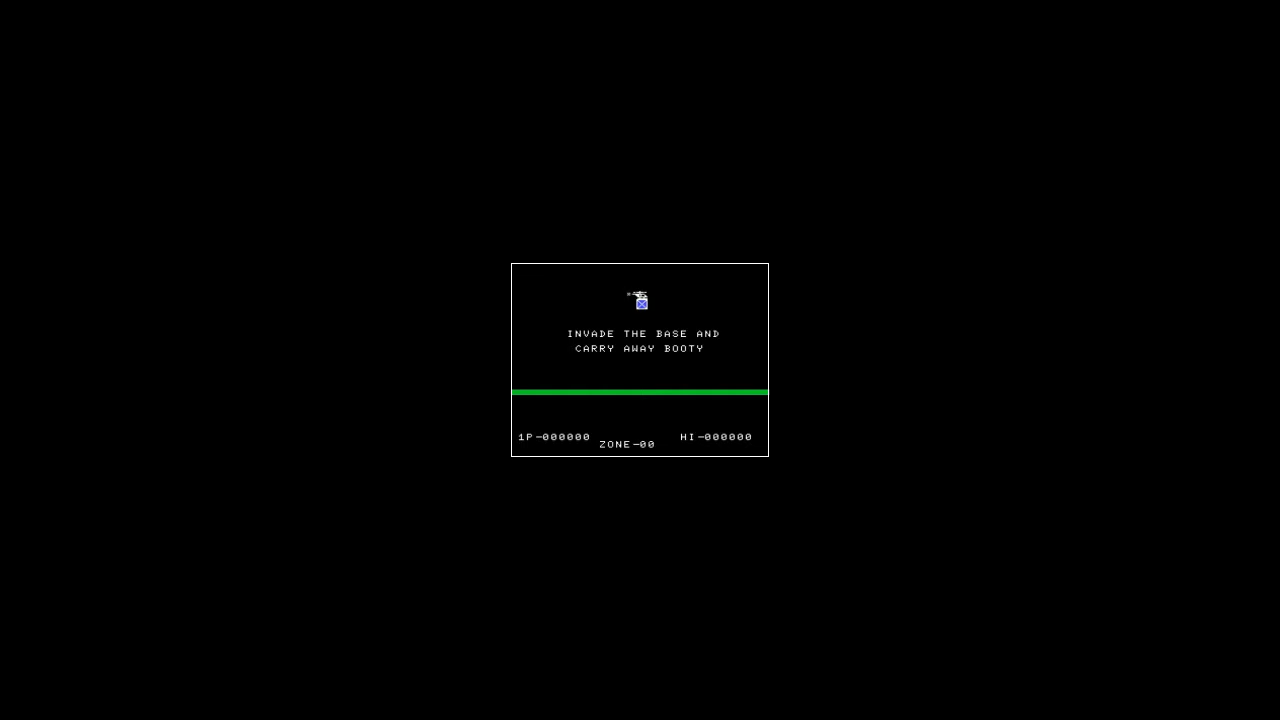 INVADE THE BASE AND
CARRY AWAY BOOTY
1P-000000
HI-000000
ZONE-00